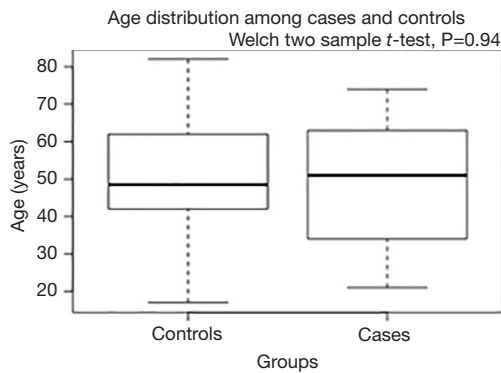 Age distribution among cases and controls
Welch two sample t-test, P=0.94
80
70
60
50
40
30
20
Age (years)
Controls
Cases
Groups